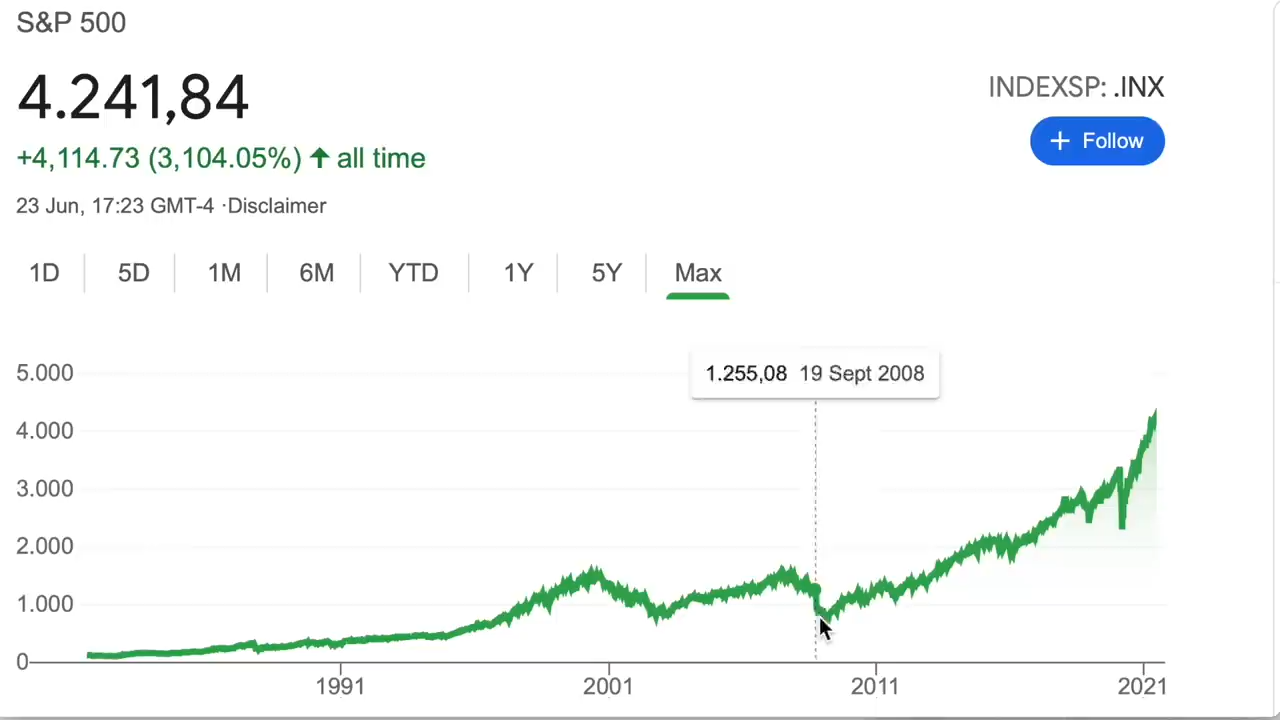 S&P 500
4.241,84
INDEXSP: .INX
+ Follow
+4,114.73 (3,104.05%) ↑ all time
23 Jun, 17:23 GMT-4 ·Disclaimer
1D 5D 1M 6M YTD 1Y 5Y Max
1.255,08 19 Sept 2008
5.000
4.000
3.000
2.000
1.000
0
1991 2001 2011 2021